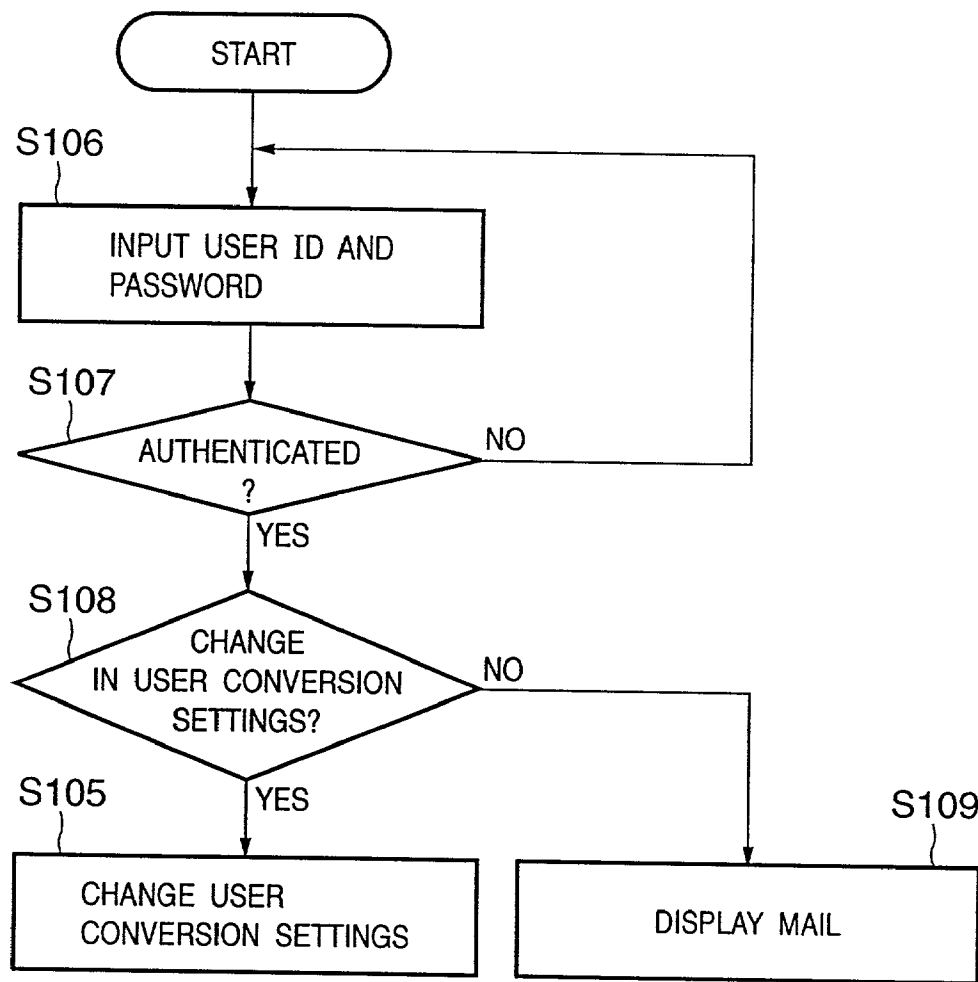 START
S106
INPUT USER ID AND
PASSWORD
S107
AUTHENTICATED
?
NO
YES
S108
CHANGE
IN USER CONVERSION
SETTINGS?
NO
YES
S105
CHANGE USER
CONVERSION SETTINGS
S109
DISPLAY MAIL